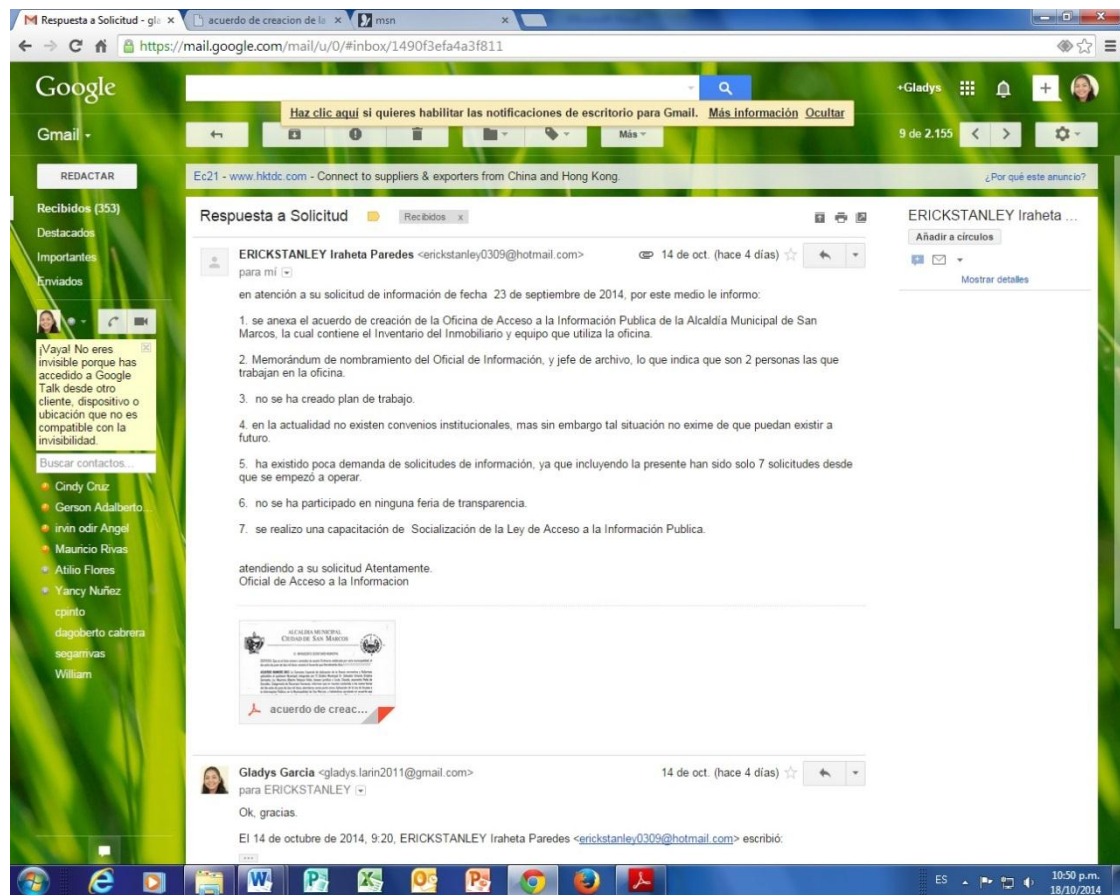 Respuesta a Solicitud - gla
acuerdo de creacion de la
msn
https://mail.google.com/mail/u/0/#inbox/1490f3efa4a3f811
Google
+Gladys
Haz clic aquí si quieres habilitar las notificaciones de escritorio para Gmail. Más información Ocultar
Gmail
Más
9 de 2.155
REDACTAR
Ec21 - www.hktdc.com - Connect to suppliers & exporters from China and Hong Kong.
¿Por qué este anuncio?
Recibidos (353)
Destacados
Importantes
Enviados
¡Vaya! No eres
invisible porque has
accedido a Google
Talk desde otro
cliente, dispositivo o
ubicación que no es
compatible con la
invisibilidad.
Buscar contactos...
Cindy Cruz
Gerson Adalberto...
irvin odir Angel
Mauricio Rivas
Atilio Flores
Yancy Nuñez
cpinto
dagoberto cabrera
segarrivas
William
Respuesta a Solicitud
Recibidos x
ERICKSTANLEY Iraheta Paredes <erickstanley0309@hotmail.com>
14 de oct. (hace 4 días)
para mí
en atención a su solicitud de información de fecha 23 de septiembre de 2014, por este medio le informo:
1. se anexa el acuerdo de creación de la Oficina de Acceso a la Información Publica de la Alcaldía Municipal de San
Marcos, la cual contiene el Inventario del Inmobiliario y equipo que utiliza la oficina.
2. Memorándum de nombramiento del Oficial de Información, y jefe de archivo, lo que indica que son 2 personas las que
trabajan en la oficina.
3. no se ha creado plan de trabajo.
4. en la actualidad no existen convenios institucionales, mas sin embargo tal situación no exime de que puedan existir a
futuro.
5. ha existido poca demanda de solicitudes de información, ya que incluyendo la presente han sido solo 7 solicitudes desde
que se empezó a operar.
6. no se ha participado en ninguna feria de transparencia.
7. se realizo una capacitación de Socialización de la Ley de Acceso a la Información Publica.
atendiendo a su solicitud Atentamente.
Oficial de Acceso a la Informacion
ALCALDIA MUNICIPAL
CIUDAD DE SAN MARCOS
acuerdo de creac...
Gladys Garcia <gladys.larin2011@gmail.com>
14 de oct. (hace 4 días)
para ERICKSTANLEY
Ok, gracias.
El 14 de octubre de 2014, 9:20, ERICKSTANLEY Iraheta Paredes <erickstanley0309@hotmail.com> escribió:
ERICKSTANLEY Iraheta ...
Añadir a círculos
Mostrar detalles
ES
10:50 p.m.
18/10/2014